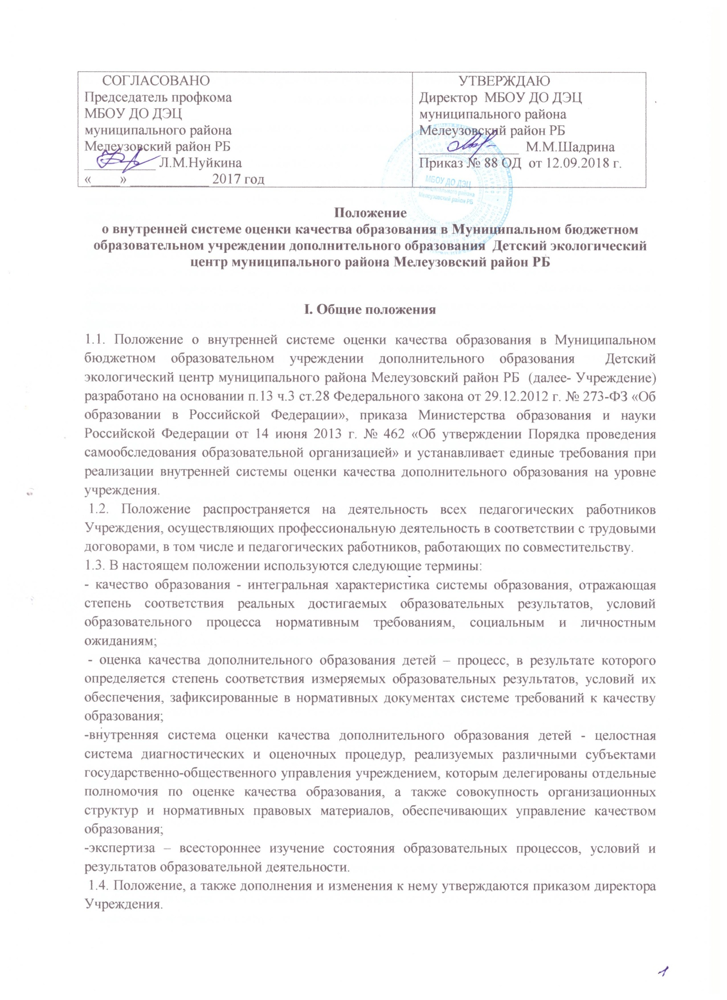 СОГЛАСОВАНО
Председатель профкома
МБОУ ДО ДЭЦ
муниципального района
Мелеузовский район РБ
__________ Л.М.Нуйкина
«____» ___________ 2017 год
УТВЕРЖДАЮ
Директор  МБОУ ДО ДЭЦ
муниципального района
Мелеузовский район РБ
______________ М.М.Шадрина
Приказ № 88 ОД  от 12.09.2018 г.
МБОУ ДО ДЭЦ
муниципального района
Мелеузовский район РБ
Положение
о внутренней системе оценки качества образования в Муниципальном бюджетном
образовательном учреждении дополнительного образования  Детский экологический
центр муниципального района Мелеузовский район РБ
I. Общие положения
1.1. Положение о внутренней системе оценки качества образования в Муниципальном
бюджетном образовательном учреждении дополнительного образования  Детский
экологический центр муниципального района Мелеузовский район РБ  (далее- Учреждение)
разработано на основании п.13 ч.3 ст.28 Федерального закона от 29.12.2012 г. № 273-ФЗ «Об
образовании в Российской Федерации», приказа Министерства образования и науки
Российской Федерации от 14 июня 2013 г. № 462 «Об утверждении Порядка проведения
самообследования образовательной организацией» и устанавливает единые требования при
реализации внутренней системы оценки качества дополнительного образования на уровне
учреждения.
1.2. Положение распространяется на деятельность всех педагогических работников
Учреждения, осуществляющих профессиональную деятельность в соответствии с трудовыми
договорами, в том числе и педагогических работников, работающих по совместительству.
1.3. В настоящем положении используются следующие термины:
- качество образования - интегральная характеристика системы образования, отражающая
степень соответствия реальных достигаемых образовательных результатов, условий
образовательного процесса нормативным требованиям, социальным и личностным
ожиданиям;
- оценка качества дополнительного образования детей – процесс, в результате которого
определяется степень соответствия измеряемых образовательных результатов, условий их
обеспечения, зафиксированные в нормативных документах системе требований к качеству
образования;
-внутренняя система оценки качества дополнительного образования детей - целостная
система диагностических и оценочных процедур, реализуемых различными субъектами
государственно-общественного управления учреждением, которым делегированы отдельные
полномочия по оценке качества образования, а также совокупность организационных
структур и нормативных правовых материалов, обеспечивающих управление качеством
образования;
-экспертиза – всестороннее изучение состояния образовательных процессов, условий и
результатов образовательной деятельности.
1.4. Положение, а также дополнения и изменения к нему утверждаются приказом директора
Учреждения.
1